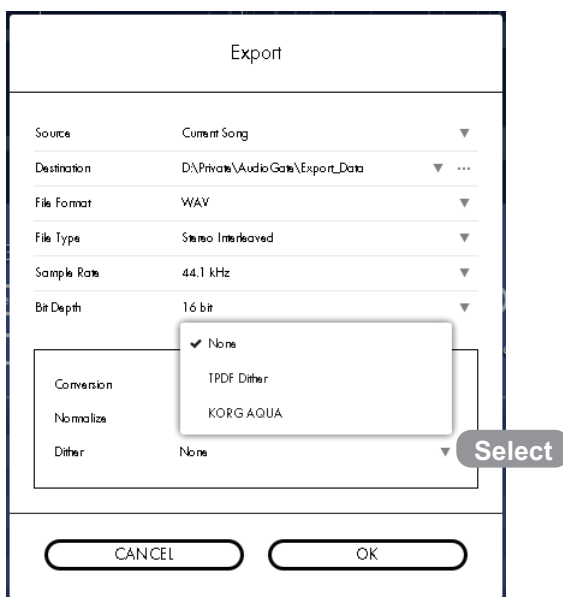 Export
Source Current Song
Destination D:\Private\AudioGate\Export_Data ...
File Format WAV
File Type Stereo Interleaved
Sample Rate 44.1 kHz
Bit Depth 16 bit
✔ None
TPDF Dither
KORG AQUA
Conversion
Normalize
Dither None
Select
CANCEL OK